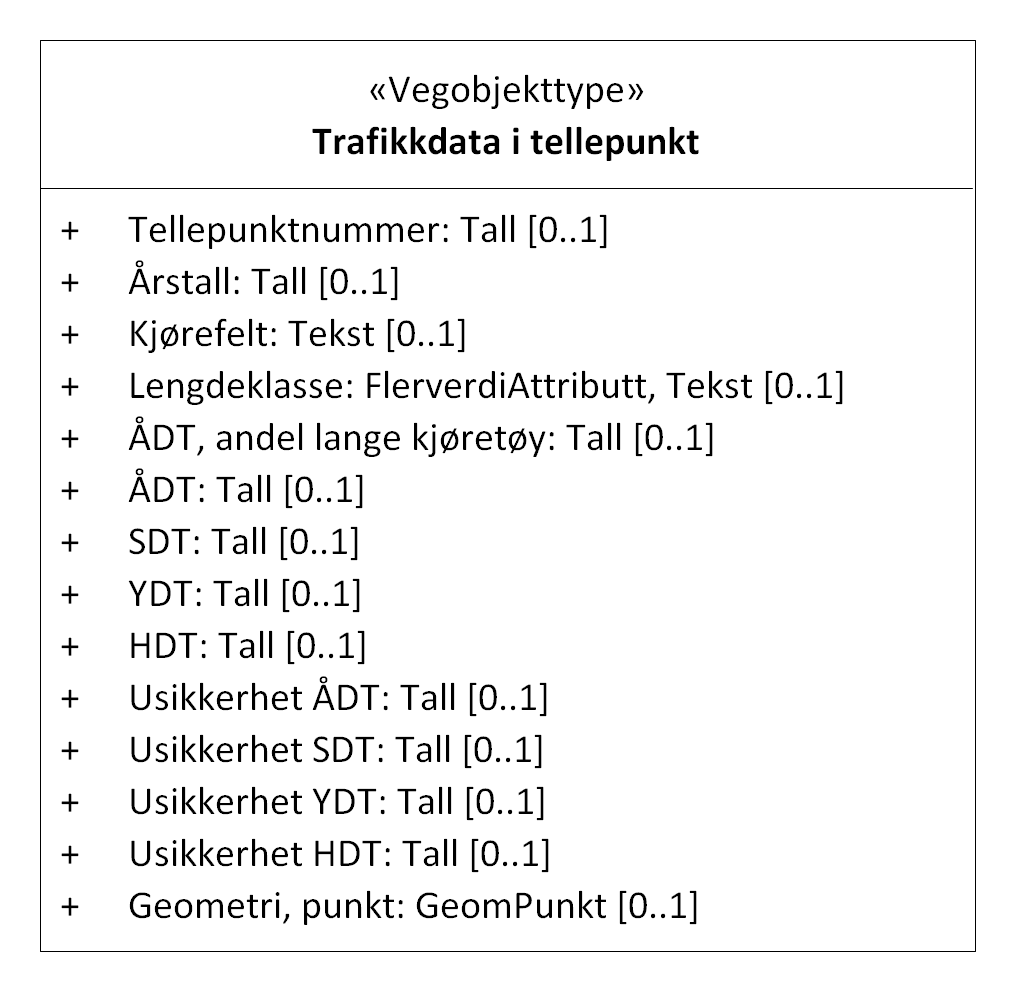 «Vegobjekttype»
Trafikkdata i tellepunkt
+ Tellepunktnummer: Tall [0..1]
+ Årstall: Tall [0..1]
+ Kjørefelt: Tekst [0..1]
+ Lengdeklasse: FlerverdiAttributt, Tekst [0..1]
+ ÅDT, andel lange kjøretøy: Tall [0..1]
+ ÅDT: Tall [0..1]
+ SDT: Tall [0..1]
+ YDT: Tall [0..1]
+ HDT: Tall [0..1]
+ Usikkerhet ÅDT: Tall [0..1]
+ Usikkerhet SDT: Tall [0..1]
+ Usikkerhet YDT: Tall [0..1]
+ Usikkerhet HDT: Tall [0..1]
+ Geometri, punkt: GeomPunkt [0..1]